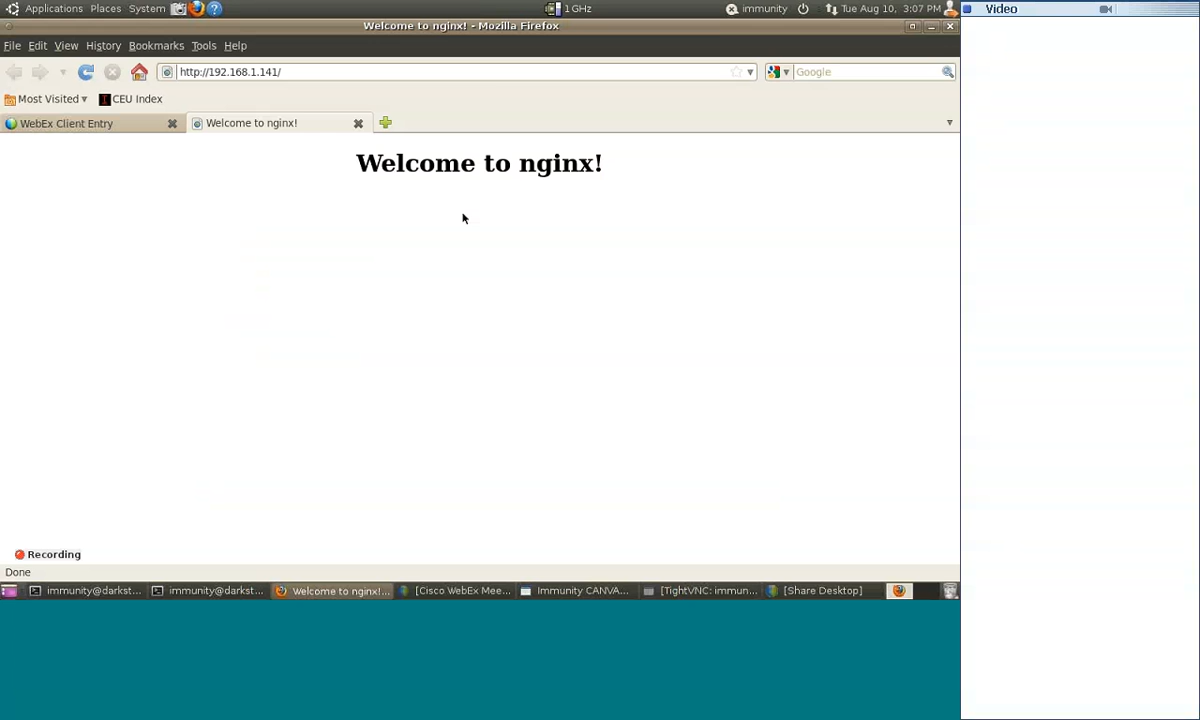 Applications Places System
1 GHz
immunity
Tue Aug 10, 3:07 PM
Video
Welcome to nginx! - Mozilla Firefox
File Edit View History Bookmarks Tools Help
http://192.168.1.141/
Google
Most Visited
CEU Index
WebEx Client Entry
Welcome to nginx!
Welcome to nginx!
Recording
Done
immunity@darkst...
immunity@darkst...
Welcome to nginx!...
[Cisco WebEx Mee...
Immunity CANVA...
[TightVNC: immun...
[Share Desktop]